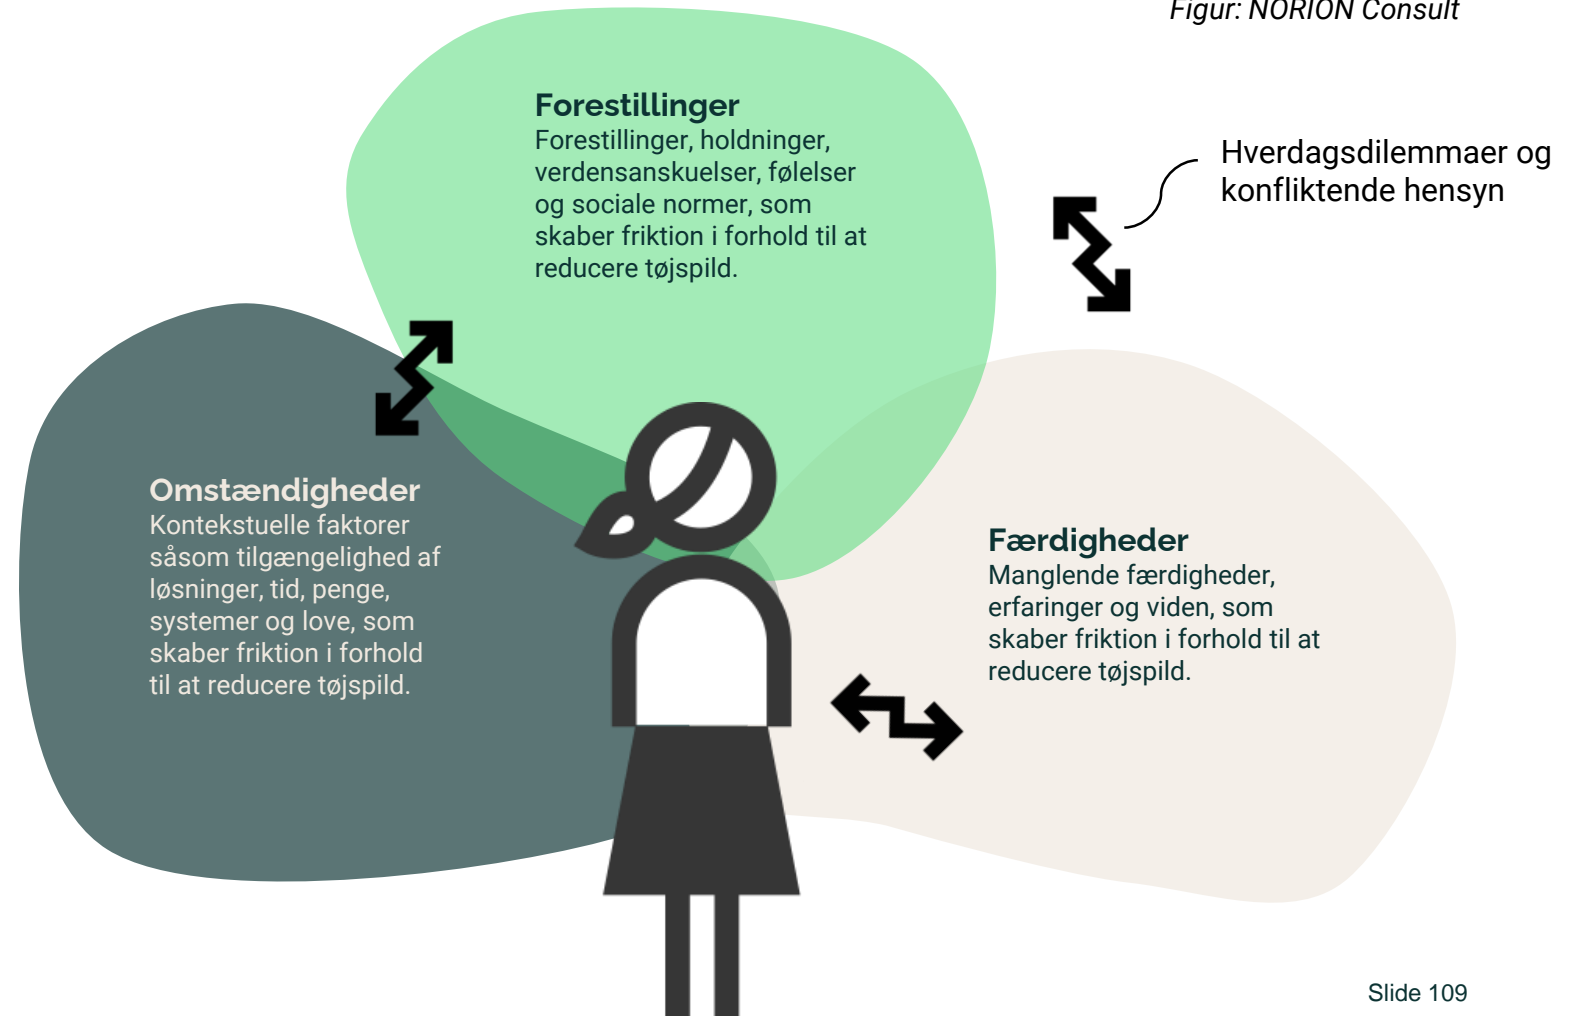 Figur: NORION Consult
Forestillinger
Forestillinger, holdninger,
verdensanskuelser, følelser
og sociale normer, som
skaber friktion i forhold til at
reducere tøjspild.
Hverdagsdilemmaer og
konfliktende hensyn
Omstændigheder
Kontekstuelle faktorer
såsom tilgængelighed af
løsninger, tid, penge,
systemer og love, som
skaber friktion i forhold
til at reducere tøjspild.
Færdigheder
Manglende færdigheder,
erfaringer og viden, som
skaber friktion i forhold til at
reducere tøjspild.
Slide 109